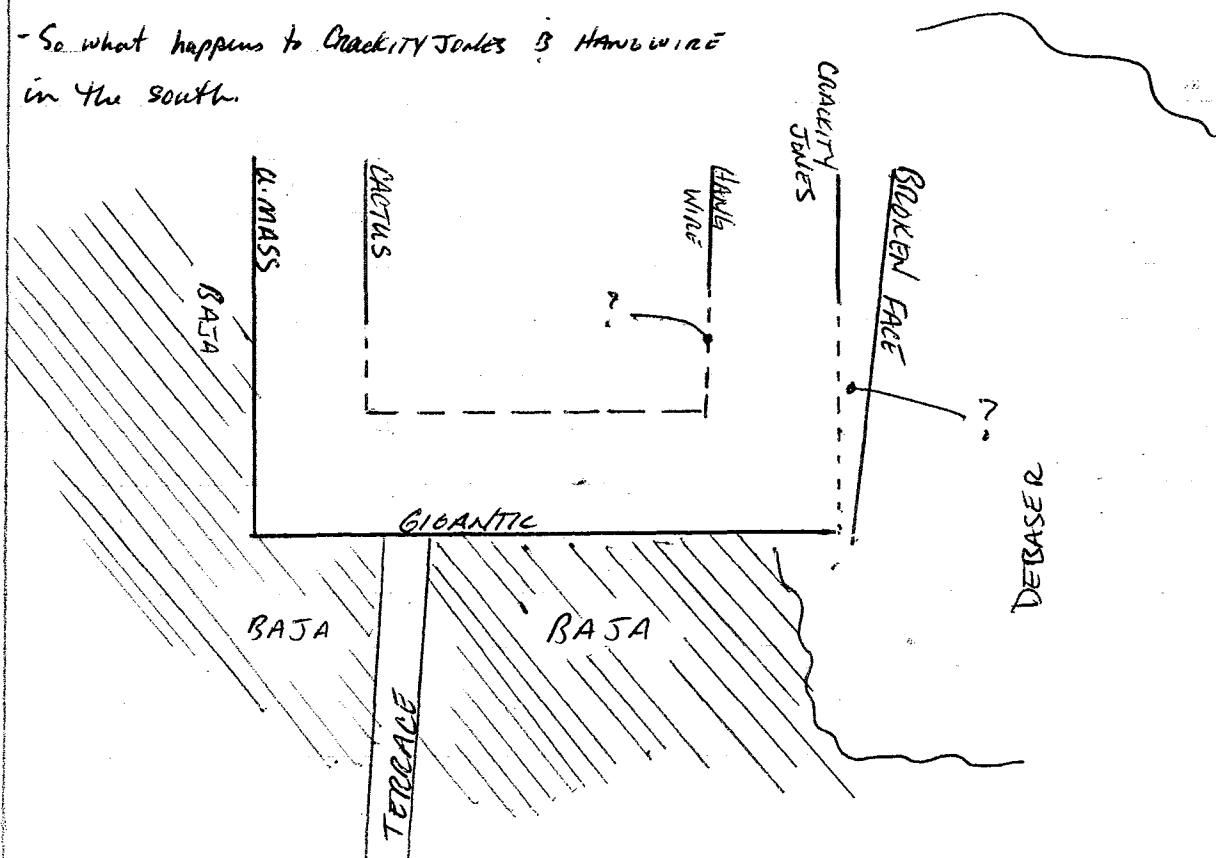 - So what happens to CRACKITY JONES & HANGWIRE
in the south.
CRACKITY
JONES
U. MASS
CACTUS
HANG
WIRE
BROKEN FACE
BAJA
?
?
DEBASER
GIGANTIC
BAJA
BAJA
TERRACE